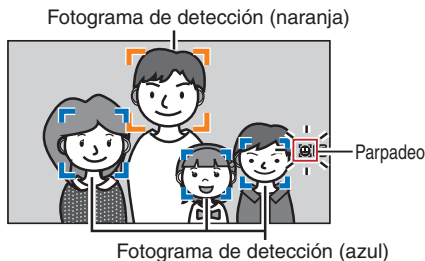 Fotograma de detección (naranja)
Parpadeo
Fotograma de detección (azul)